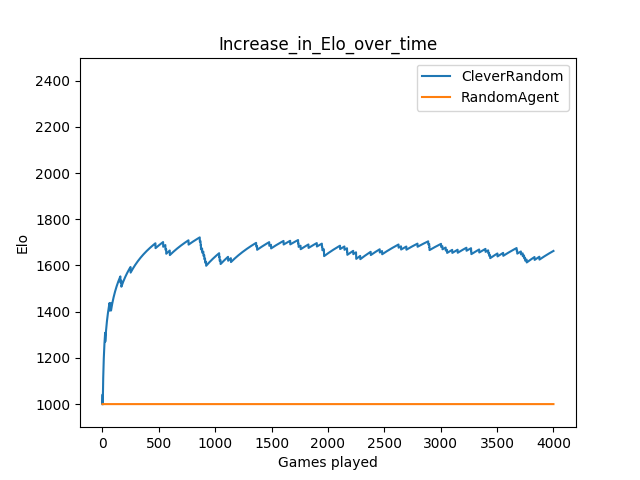 Increase_in_Elo_over_time
CleverRandom
RandomAgent
2400
2200
2000
1800
1600
1400
1200
1000
Elo
0 500 1000 1500 2000 2500 3000 3500 4000
Games played